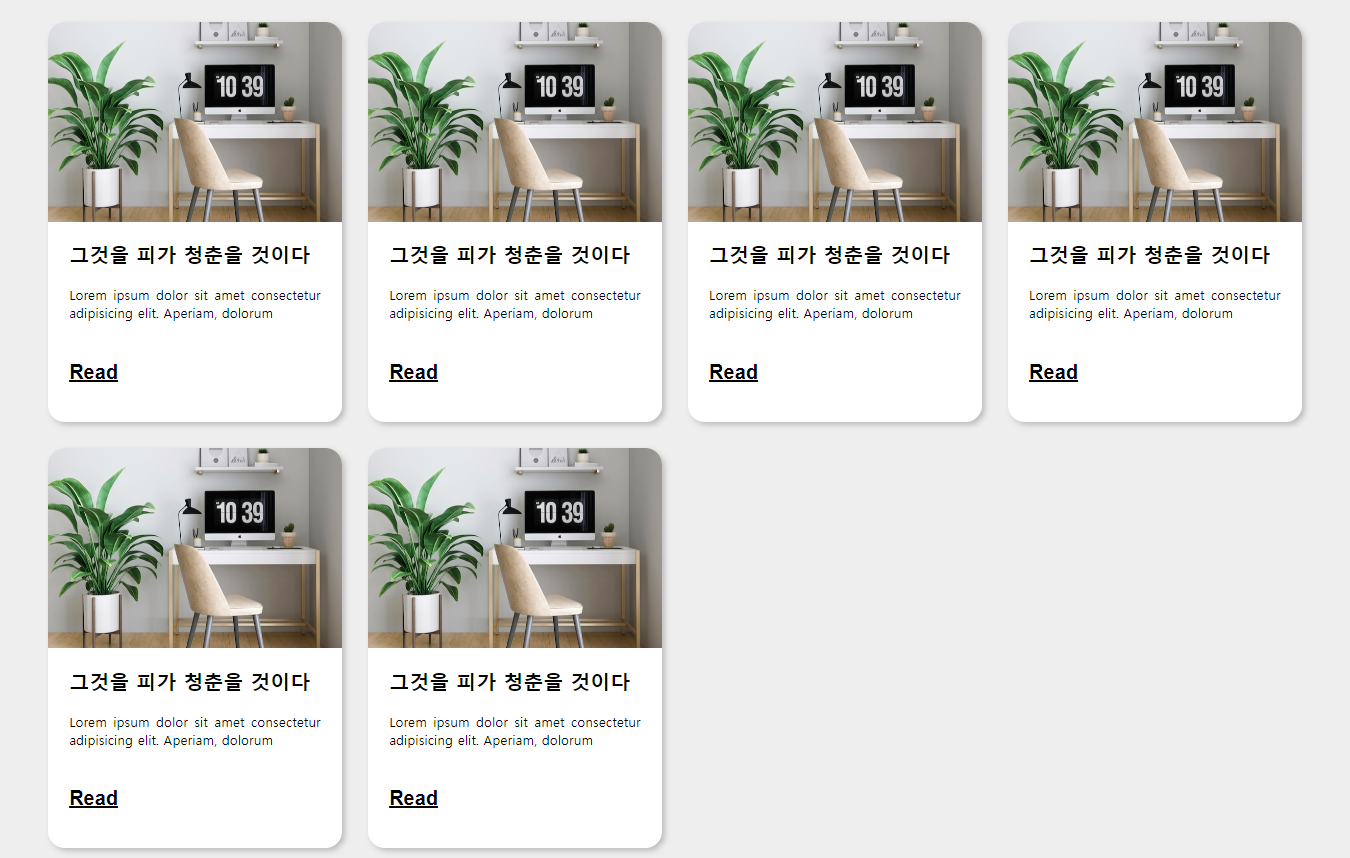 10 39
10 39
10 39
10 39
그것을 피가 청춘을 것이다
Lorem ipsum dolor sit amet consectetur
adipisicing elit. Aperiam, dolorum
Read
그것을 피가 청춘을 것이다
Lorem ipsum dolor sit amet consectetur
adipisicing elit. Aperiam, dolorum
Read
그것을 피가 청춘을 것이다
Lorem ipsum dolor sit amet consectetur
adipisicing elit. Aperiam, dolorum
Read
그것을 피가 청춘을 것이다
Lorem ipsum dolor sit amet consectetur
adipisicing elit. Aperiam, dolorum
Read
10 39
10 39
그것을 피가 청춘을 것이다
Lorem ipsum dolor sit amet consectetur
adipisicing elit. Aperiam, dolorum
Read
그것을 피가 청춘을 것이다
Lorem ipsum dolor sit amet consectetur
adipisicing elit. Aperiam, dolorum
Read